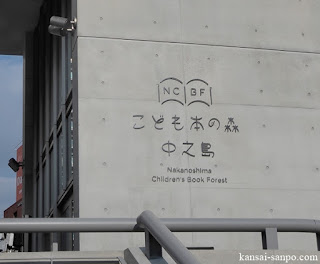 NC BF
こども本の森
中之島
Nakanoshima
Children's Book Forest
kansai-sanpo.com